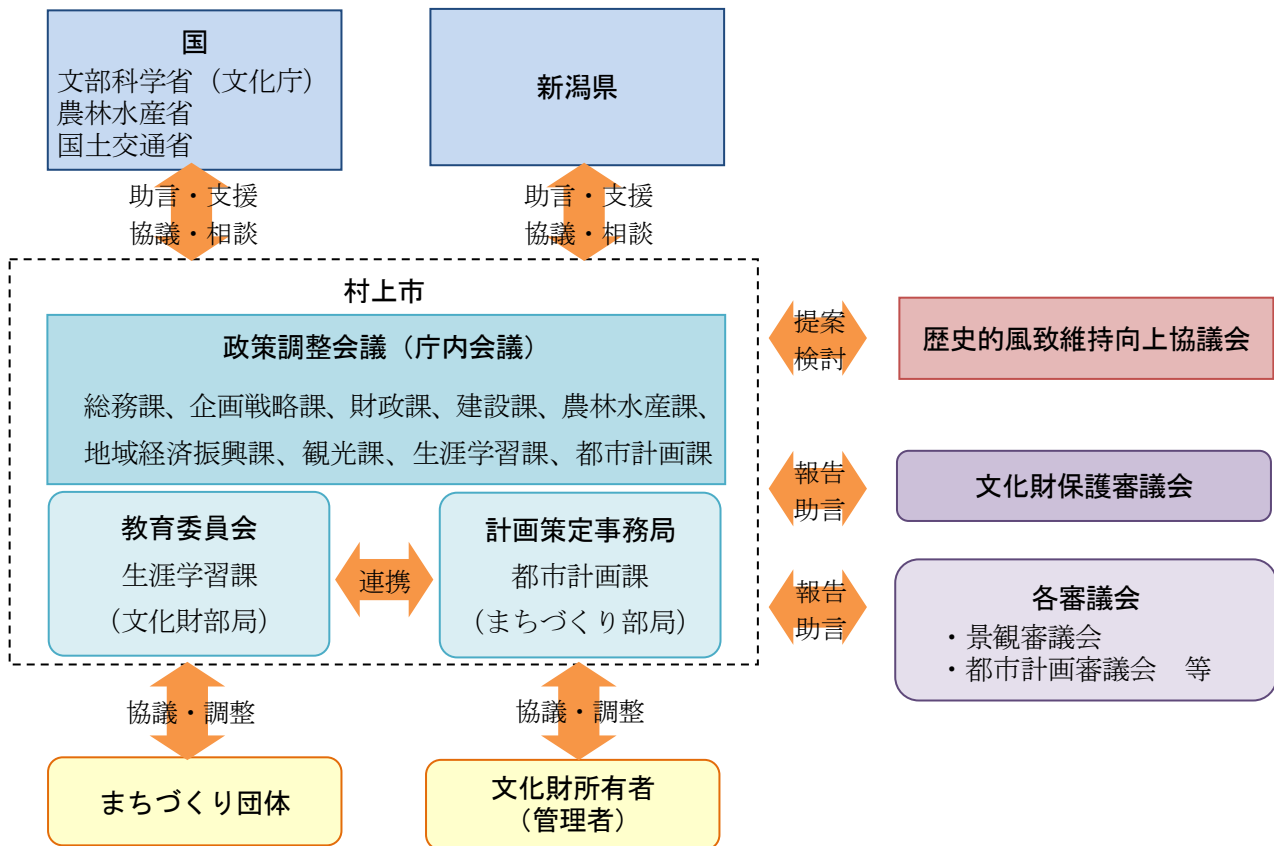 国
文部科学省（文化庁）
農林水産省
国土交通省
新潟県
助言・支援
協議・相談
助言・支援
協議・相談
村上市
政策調整会議（庁内会議）
総務課、企画戦略課、財政課、建設課、農林水産課、
地域経済振興課、観光課、生涯学習課、都市計画課
教育委員会
生涯学習課
（文化財部局）
連携
計画策定事務局
都市計画課
（まちづくり部局）
提案
検討
歴史的風致維持向上協議会
報告
助言
文化財保護審議会
報告
助言
各審議会
・景観審議会
・都市計画審議会　等
協議・調整
協議・調整
まちづくり団体
文化財所有者
（管理者）